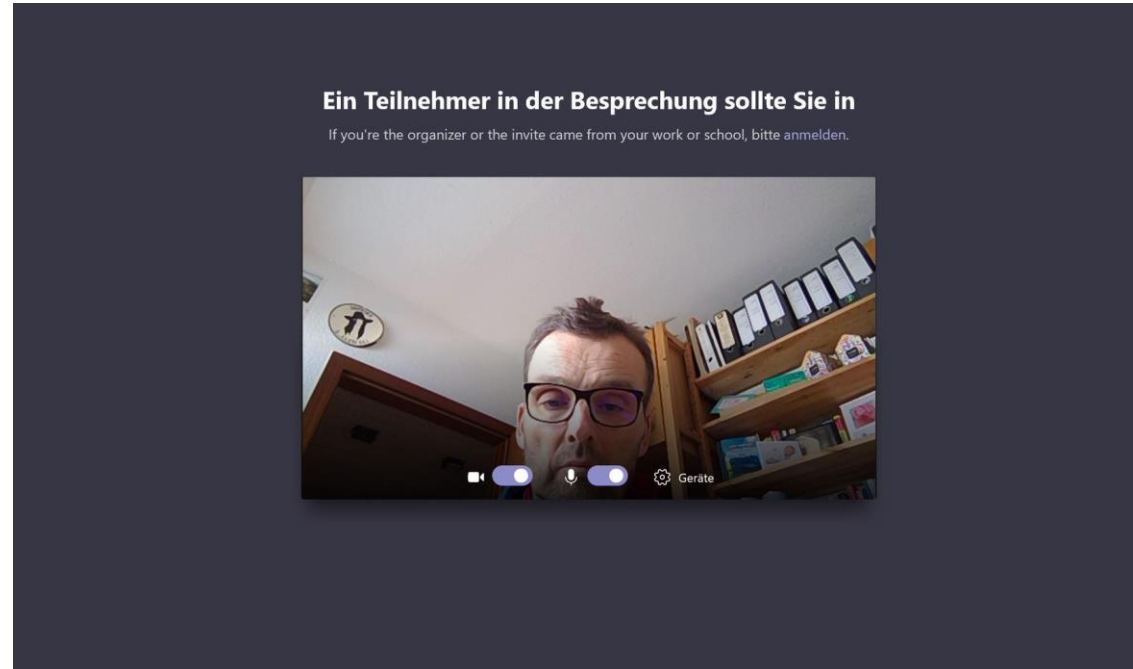 Ein Teilnehmer in der Besprechung sollte Sie in
If you're the organizer or the invite came from your work or school, bitte anmelden.
Geräte